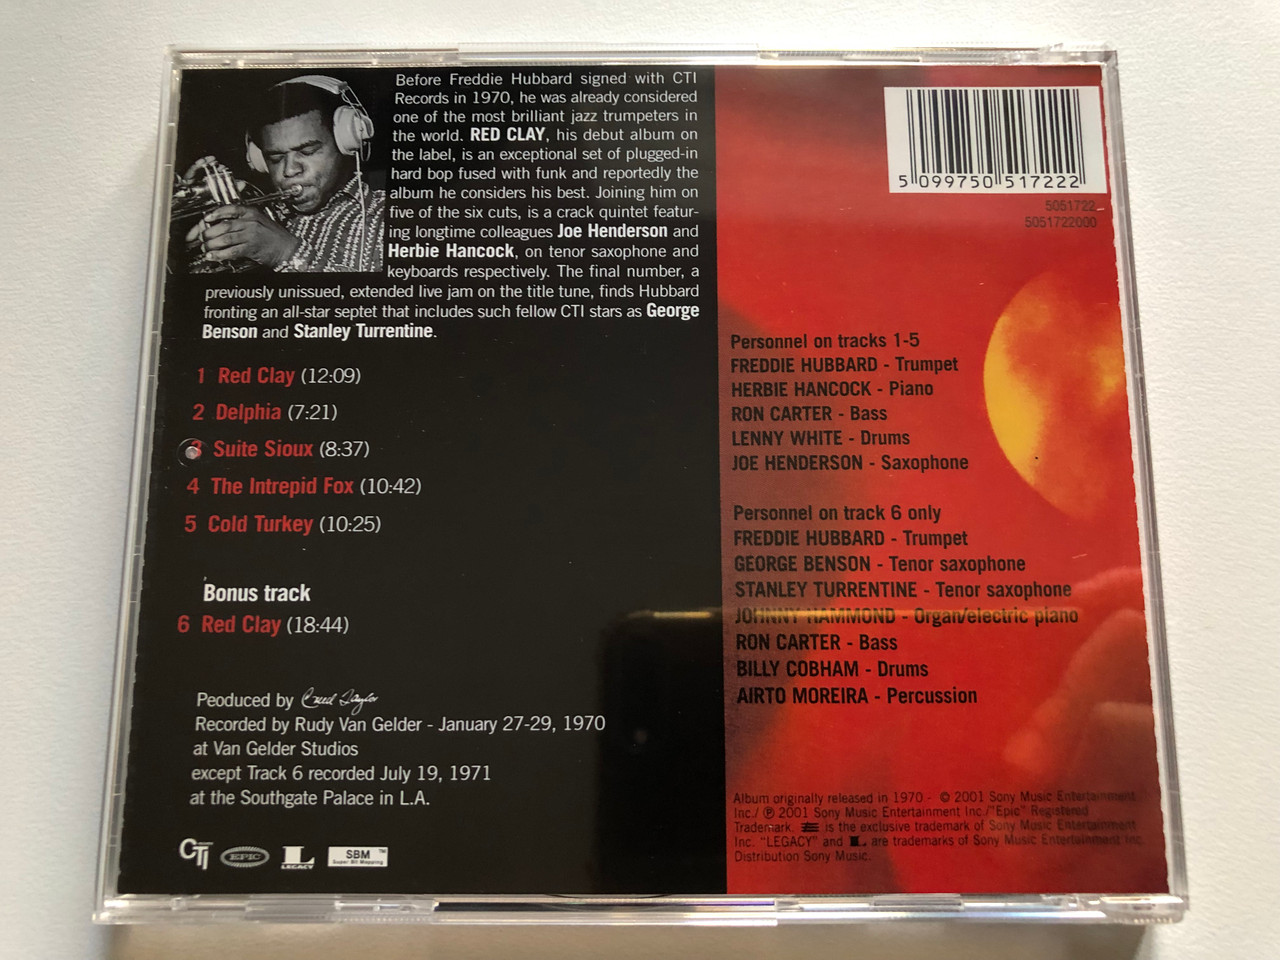 Before Freddie Hubbard signed with CTI
Records in 1970, he was already considered
one of the most brilliant jazz trumpeters in
the world. RED CLAY, his debut album on
the label, is an exceptional set of plugged-in
hard bop fused with funk and reportedly the
album he considers his best. Joining him on
five of the six cuts, is a crack quintet featur-
ing longtime colleagues Joe Henderson and
Herbie Hancock, on tenor saxophone and
keyboards respectively. The final number, a
previously unissued, extended live jam on the title tune, finds Hubbard
fronting an all-star septet that includes such fellow CTI stars as George
Benson and Stanley Turrentine.
1 Red Clay (12:09)
2 Delphia (7:21)
3 Suite Sioux (8:37)
4 The Intrepid Fox (10:42)
5 Cold Turkey (10:25)
Bonus track
6 Red Clay (18:44)
Peoduced by Creed Taylor
Recorded by Rudy Van Gelder - January 27-29, 1970
at Van Gelder Studios
except Track 6 recorded July 19, 1971
at the Southgate Palace in L.A.
CTI EPIC L LEGACY SBM TM
Super Bit Mapping
5 099750 517222
5051722
5051722000
Personnel on tracks 1-5
FREDDIE HUBBARD - Trumpet
HERBIE HANCOCK - Piano
RON CARTER - Bass
LENNY WHITE - Drums
JOE HENDERSON - Saxophone
Personnel on track 6 only
FREDDIE HUBBARD - Trumpet
GEORGE BENSON - Tenor saxophone
STANLEY TURRENTINE - Tenor saxophone
JOHNNY HAMMOND - Organ/electric piano
RON CARTER - Bass
BILLY COBHAM - Drums
AIRTO MOREIRA - Percussion
Album originally released in 1970 - © 2001 Sony Music Entertainment
Inc./ ℗ 2001 Sony Music Entertainment Inc./"Epic" Registered
Trademark. is the exclusive trademark of Sony Music Entertainment
Inc. "LEGACY" and L are trademarks of Sony Music Entertainment Inc
Distribution Sony Music.